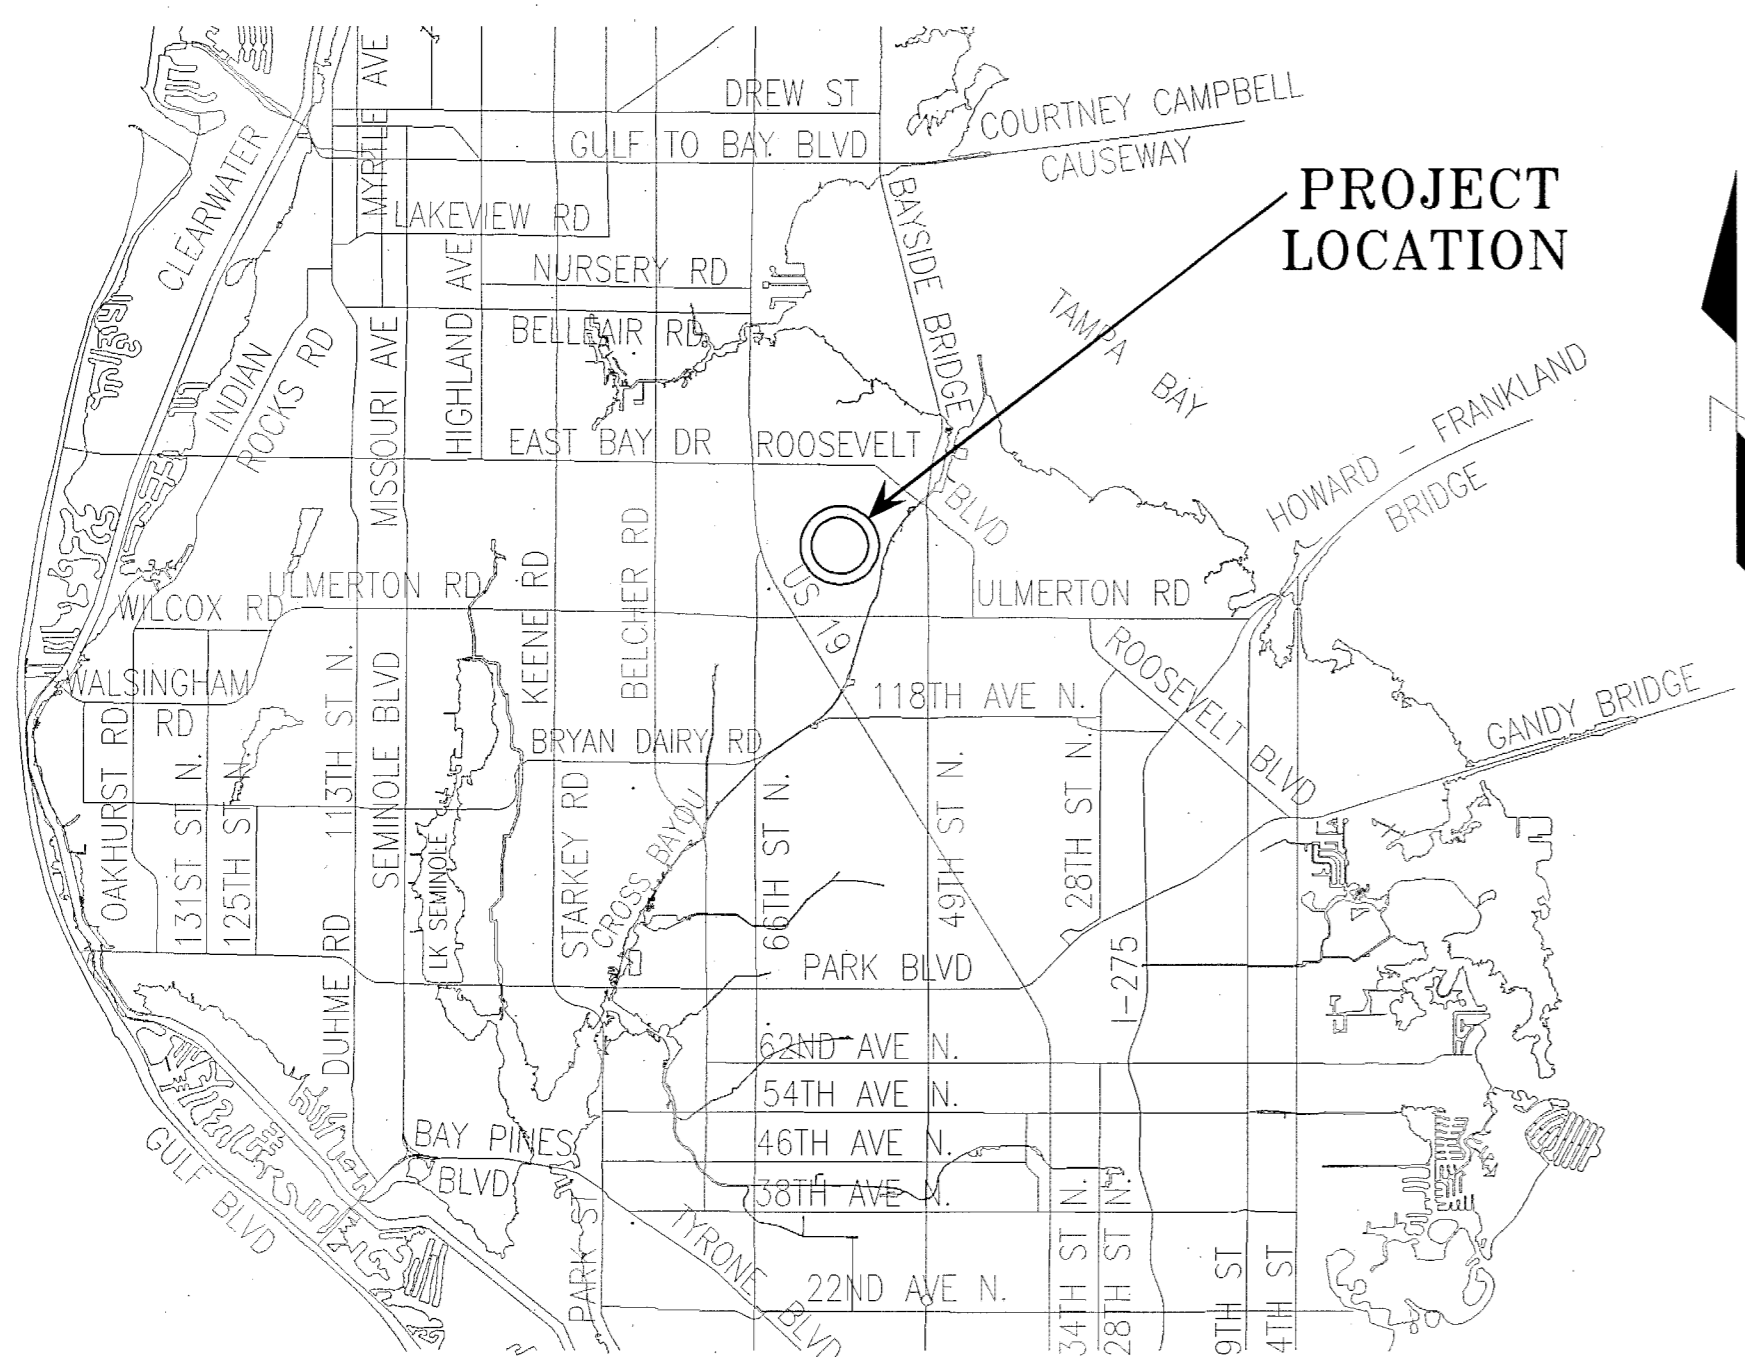 DREW ST
COURTNEY CAMPBELL
CAUSEWAY
GULF TO BAY BLVD
MYRTLE AVE
CLEARWATER
LAKEVIEW RD
PROJECT
LOCATION
BAYSIDE BRIDGE
NURSERY RD
HIGHLAND AVE
TAMPA BAY
BELLEAIR RD
MISSOURI AVE
INDIAN
ROCKS RD
EAST BAY DR
ROOSEVELT
BLVD
HOWARD - FRANKLAND
BRIDGE
ULMERTON RD
WILCOX RD
KEENE RD
BELCHER RD
US 19
ULMERTON RD
ROOSEVELT BLVD
WALSINGHAM
RD
118TH AVE N.
GANDY BRIDGE
OAKHURST RD
131ST ST N.
125TH ST N
113TH ST N.
SEMINOLE BLVD
BRYAN DAIRY RD
LK SEMINOLE
STARKEY RD
CROSS BAYOU
66TH ST N.
49TH ST N.
28TH ST N.
I-275
DUHME RD
PARK BLVD
62ND AVE N.
54TH AVE N.
46TH AVE N.
38TH AVE N.
BAY PINES
BLVD
GULF BLVD
PARK ST
TYRONE BLVD
22ND AVE N.
34TH ST N.
28TH ST N.
9TH ST
4TH ST